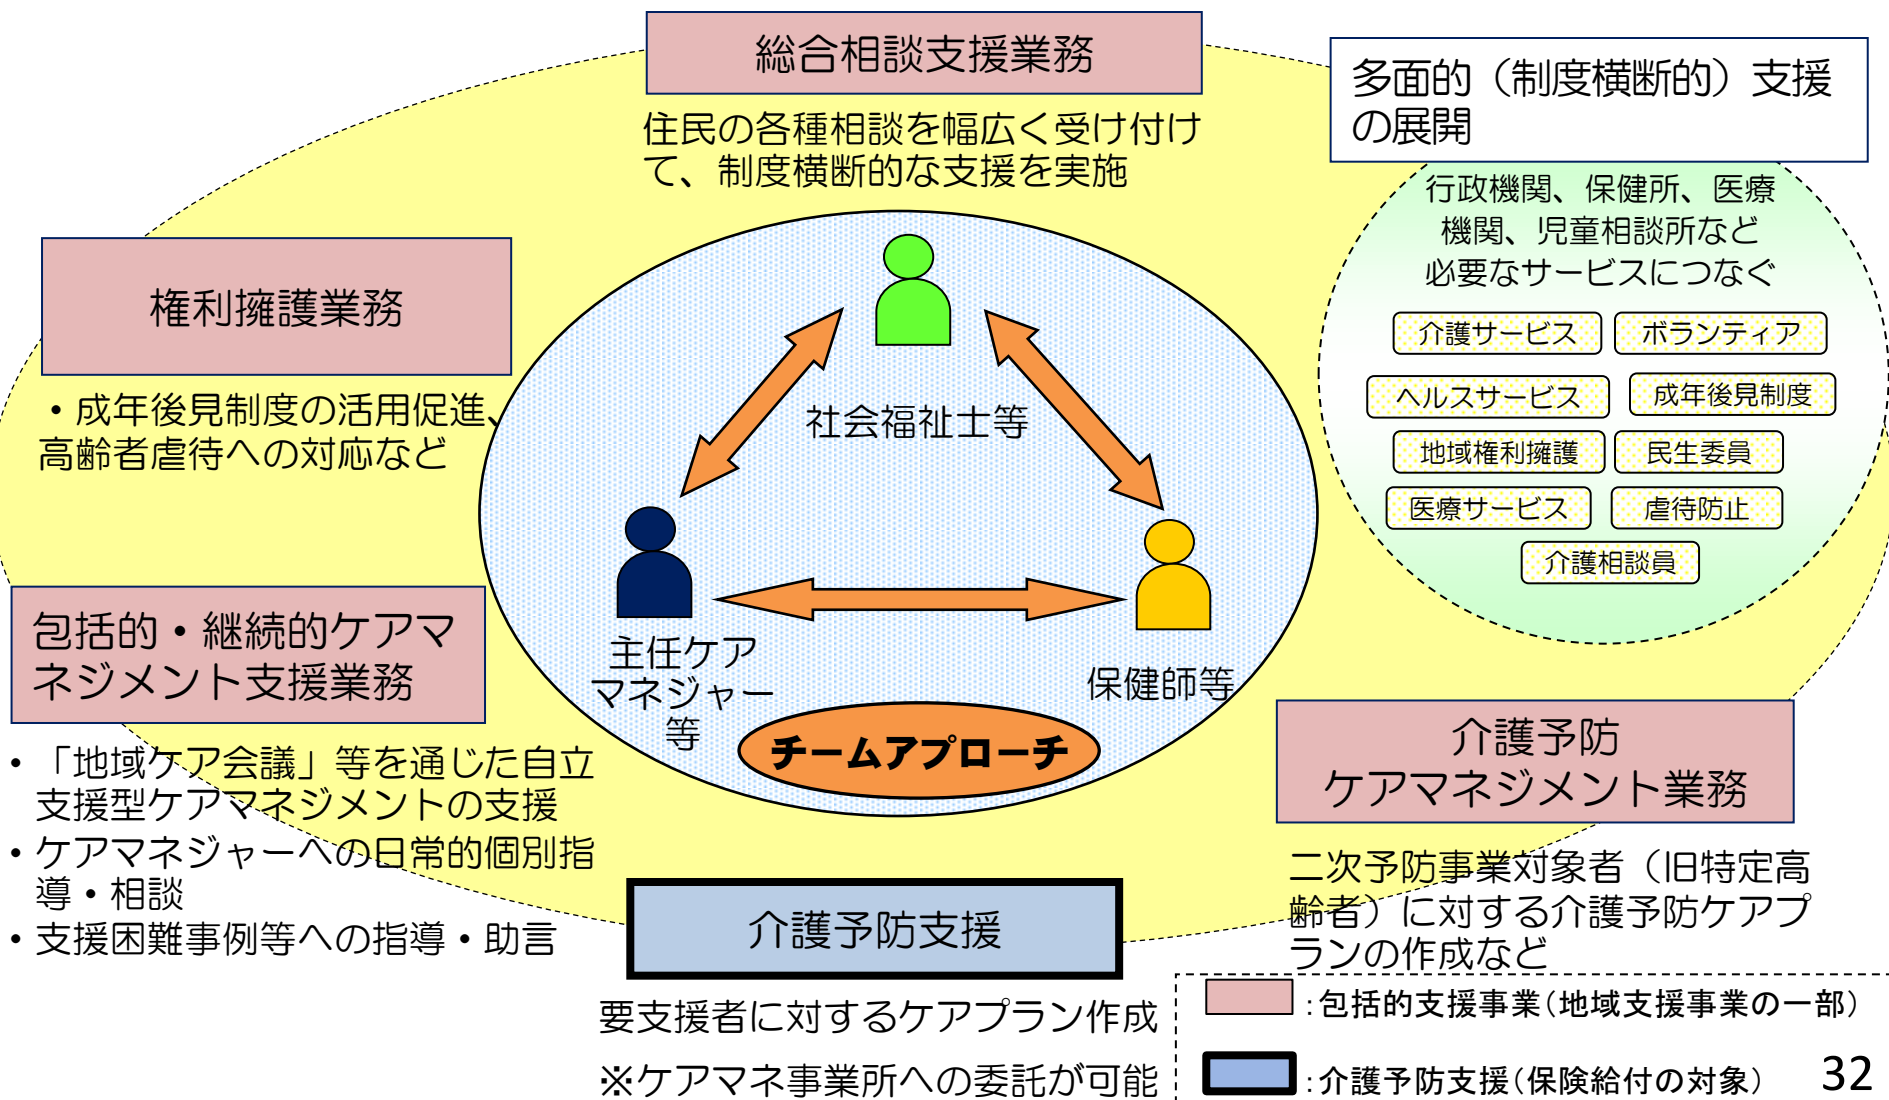 総合相談支援業務
住民の各種相談を幅広く受け付け
て、制度横断的な支援を実施
多面的（制度横断的）支援
の展開
行政機関、保健所、医療
機関、児童相談所など
必要なサービスにつなぐ
介護サービス
ボランティア
ヘルスサービス
成年後見制度
地域権利擁護
民生委員
医療サービス
虐待防止
介護相談員
権利擁護業務
・成年後見制度の活用促進、
高齢者虐待への対応など
社会福祉士等
主任ケア
マネジャー
等
保健師等
チームアプローチ
包括的・継続的ケアマ
ネジメント支援業務
・「地域ケア会議」等を通じた自立
支援型ケアマネジメントの支援
・ケアマネジャーへの日常的個別指
導・相談
・支援困難事例等への指導・助言
介護予防
ケアマネジメント業務
二次予防事業対象者（旧特定高
齢者）に対する介護予防ケアプ
ランの作成など
介護予防支援
要支援者に対するケアプラン作成
※ケアマネ事業所への委託が可能
：包括的支援事業（地域支援事業の一部）
：介護予防支援（保険給付の対象）
32